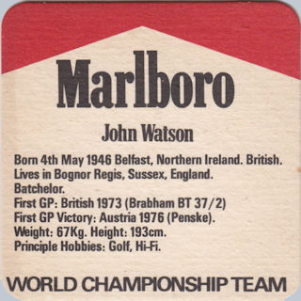 Marlboro
John Watson
Born 4th May 1946 Belfast, Northern Ireland. British.
Lives in Bognor Regis, Sussex, England.
Batchelor.
First GP: British 1973 (Brabham BT 37/2)
First GP Victory: Austria 1976 (Penske).
Weight: 67Kg. Height: 193cm.
Principle Hobbies: Golf, Hi-Fi.
WORLD CHAMPIONSHIP TEAM